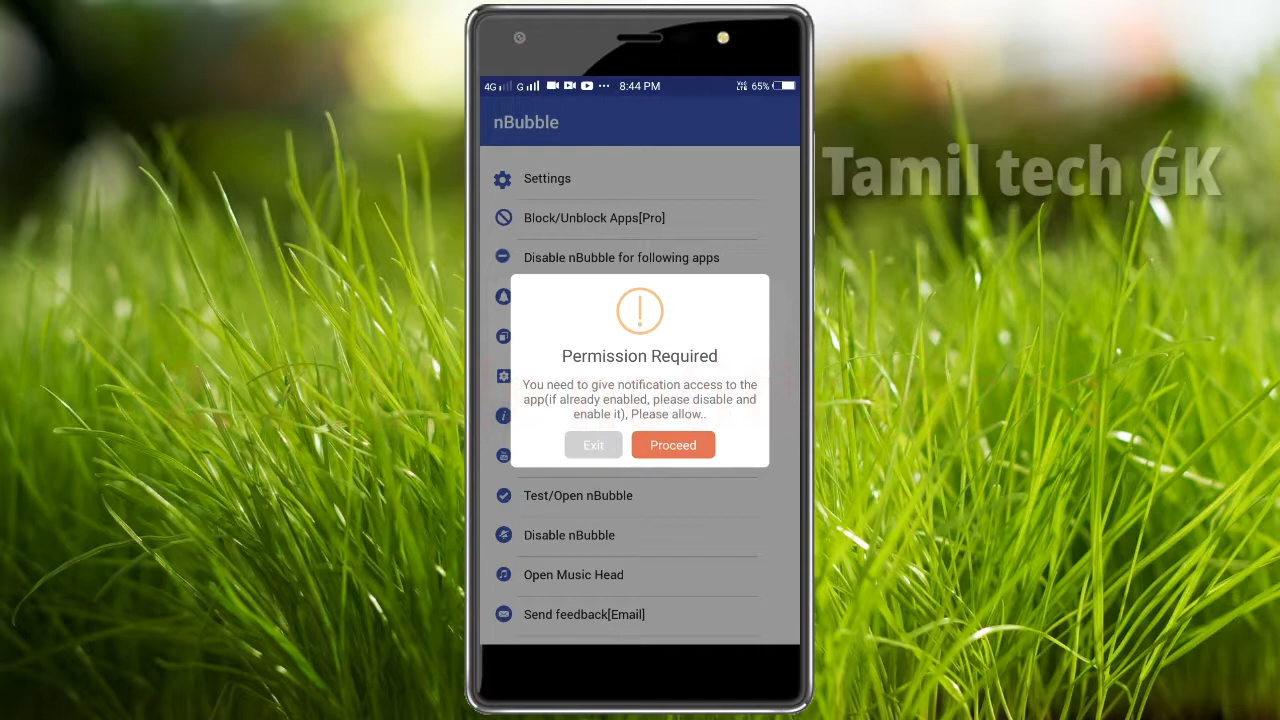 4G G 8:44 PM VoLTE 65%
nBubble
Tamil tech GK
Settings
Block/Unblock Apps[Pro]
Disable nBubble for following apps
Permission Required
You need to give notification access to the
app(if already enabled, please disable and
enable it), Please allow..
Exit
Proceed
Test/Open nBubble
Disable nBubble
Open Music Head
Send feedback[Email]